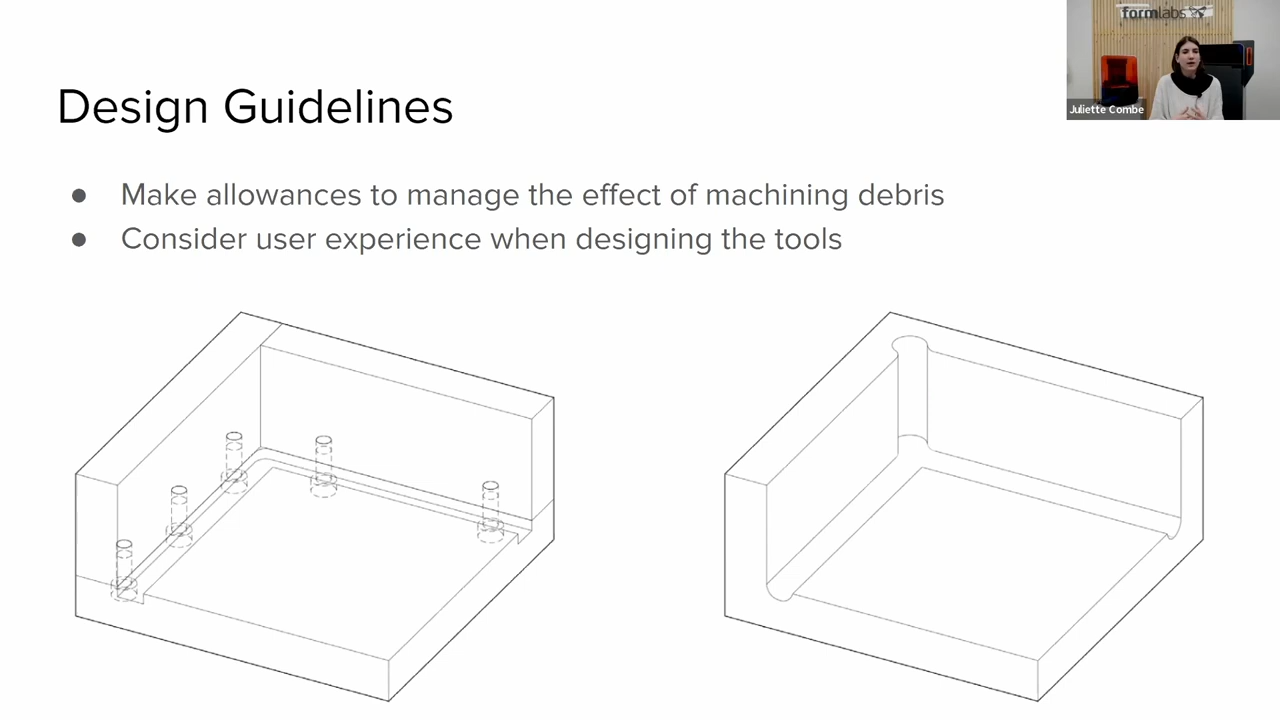 formlabs
Juliette Combe
Design Guidelines
● Make allowances to manage the effect of machining debris
● Consider user experience when designing the tools